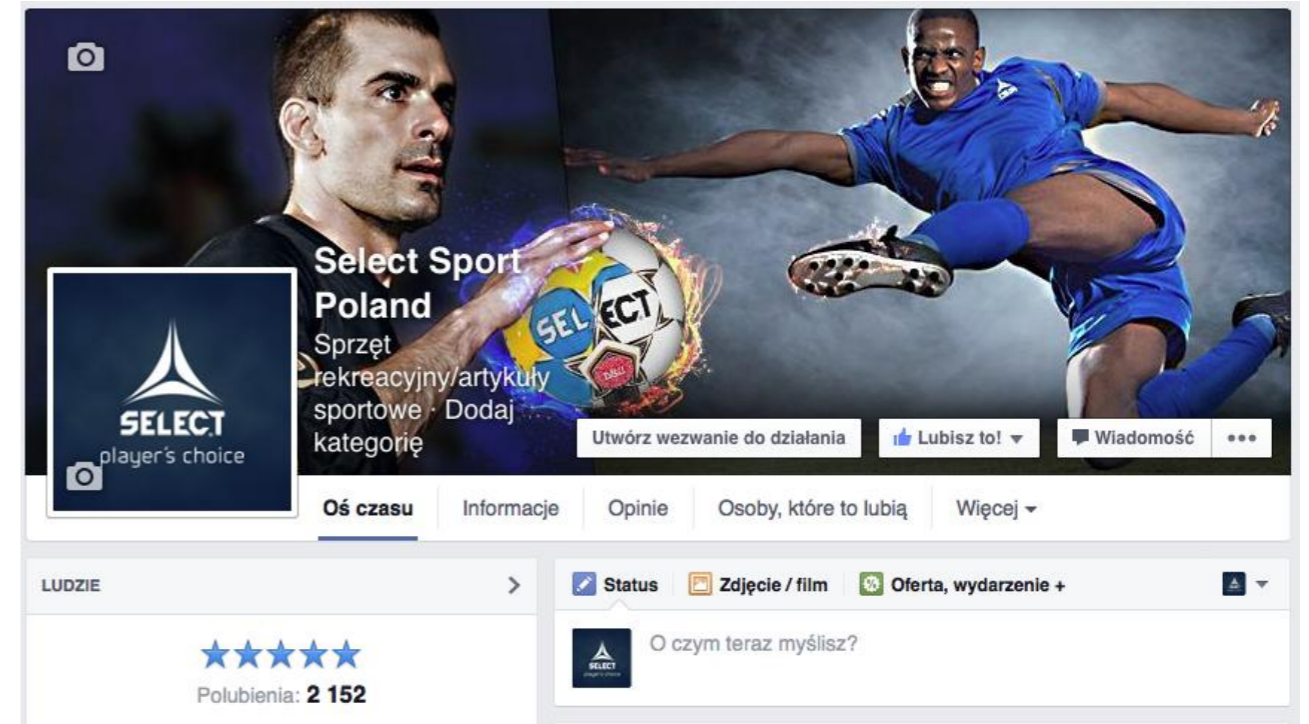 Select Sport
Poland
Sprzęt
rekreacyjny/artykuły
sportowe · Dodaj
kategorię
SELECT
SELECT
player's choice
Utwórz wezwanie do działania
Lubisz to!
Wiadomość
Oś czasu
Informacje
Opinie
Osoby, które to lubią
Więcej
LUDZIE
Polubienia: 2 152
Status
Zdjęcie / film
Oferta, wydarzenie +
O czym teraz myślisz?
SELECT